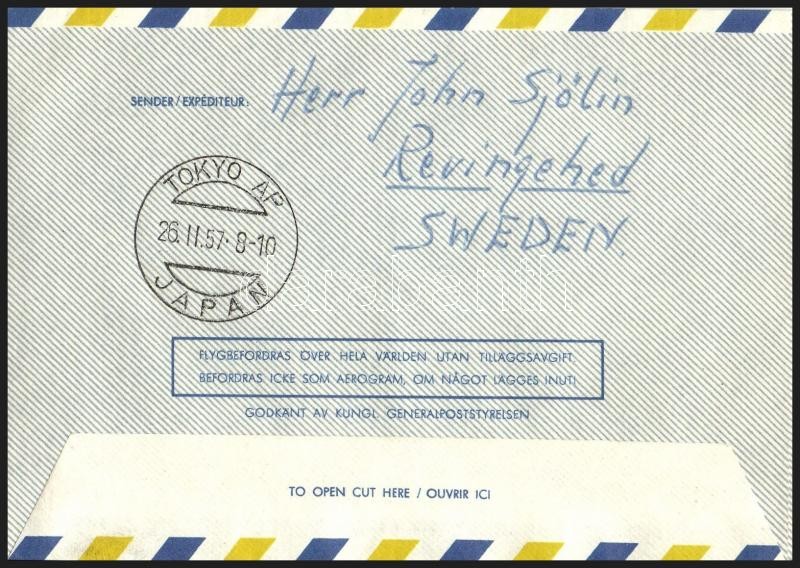 SENDER/EXPÉDITEUR: Herr John Sjölin
Revingehed
SWEDEN.
TOKYO AP
26.II.57.8-10
JAPAN
darabanth
FLYGBEFORDRAS ÖVER HELA VÄRLDEN UTAN TILLÄGGSAVGIFT.
BEFORDRAS ICKE SOM AEROGRAM, OM NÅGOT LÄGGES INUTI
GODKÄNT AV KUNGL. GENERALPOSTSTYRELSEN
TO OPEN CUT HERE / OUVRIR ICI